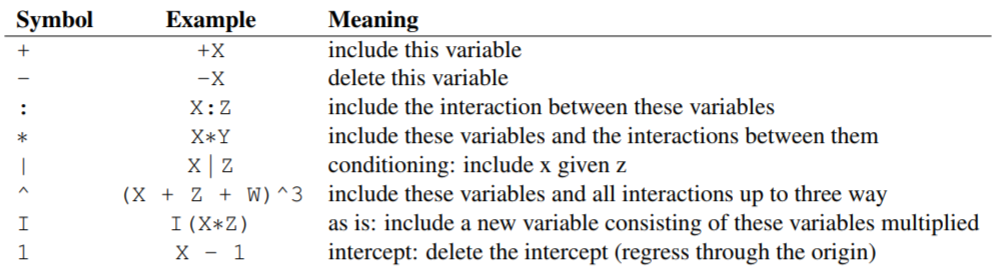 Symbol Example Meaning
+ +X include this variable
- -X delete this variable
: X:Z include the interaction between these variables
* X*Y include these variables and the interactions between them
| X | Z conditioning: include x given z
^ (X + Z + W)^3 include these variables and all interactions up to three way
I I(X*Z) as is: include a new variable consisting of these variables multiplied
1 X - 1 intercept: delete the intercept (regress through the origin)